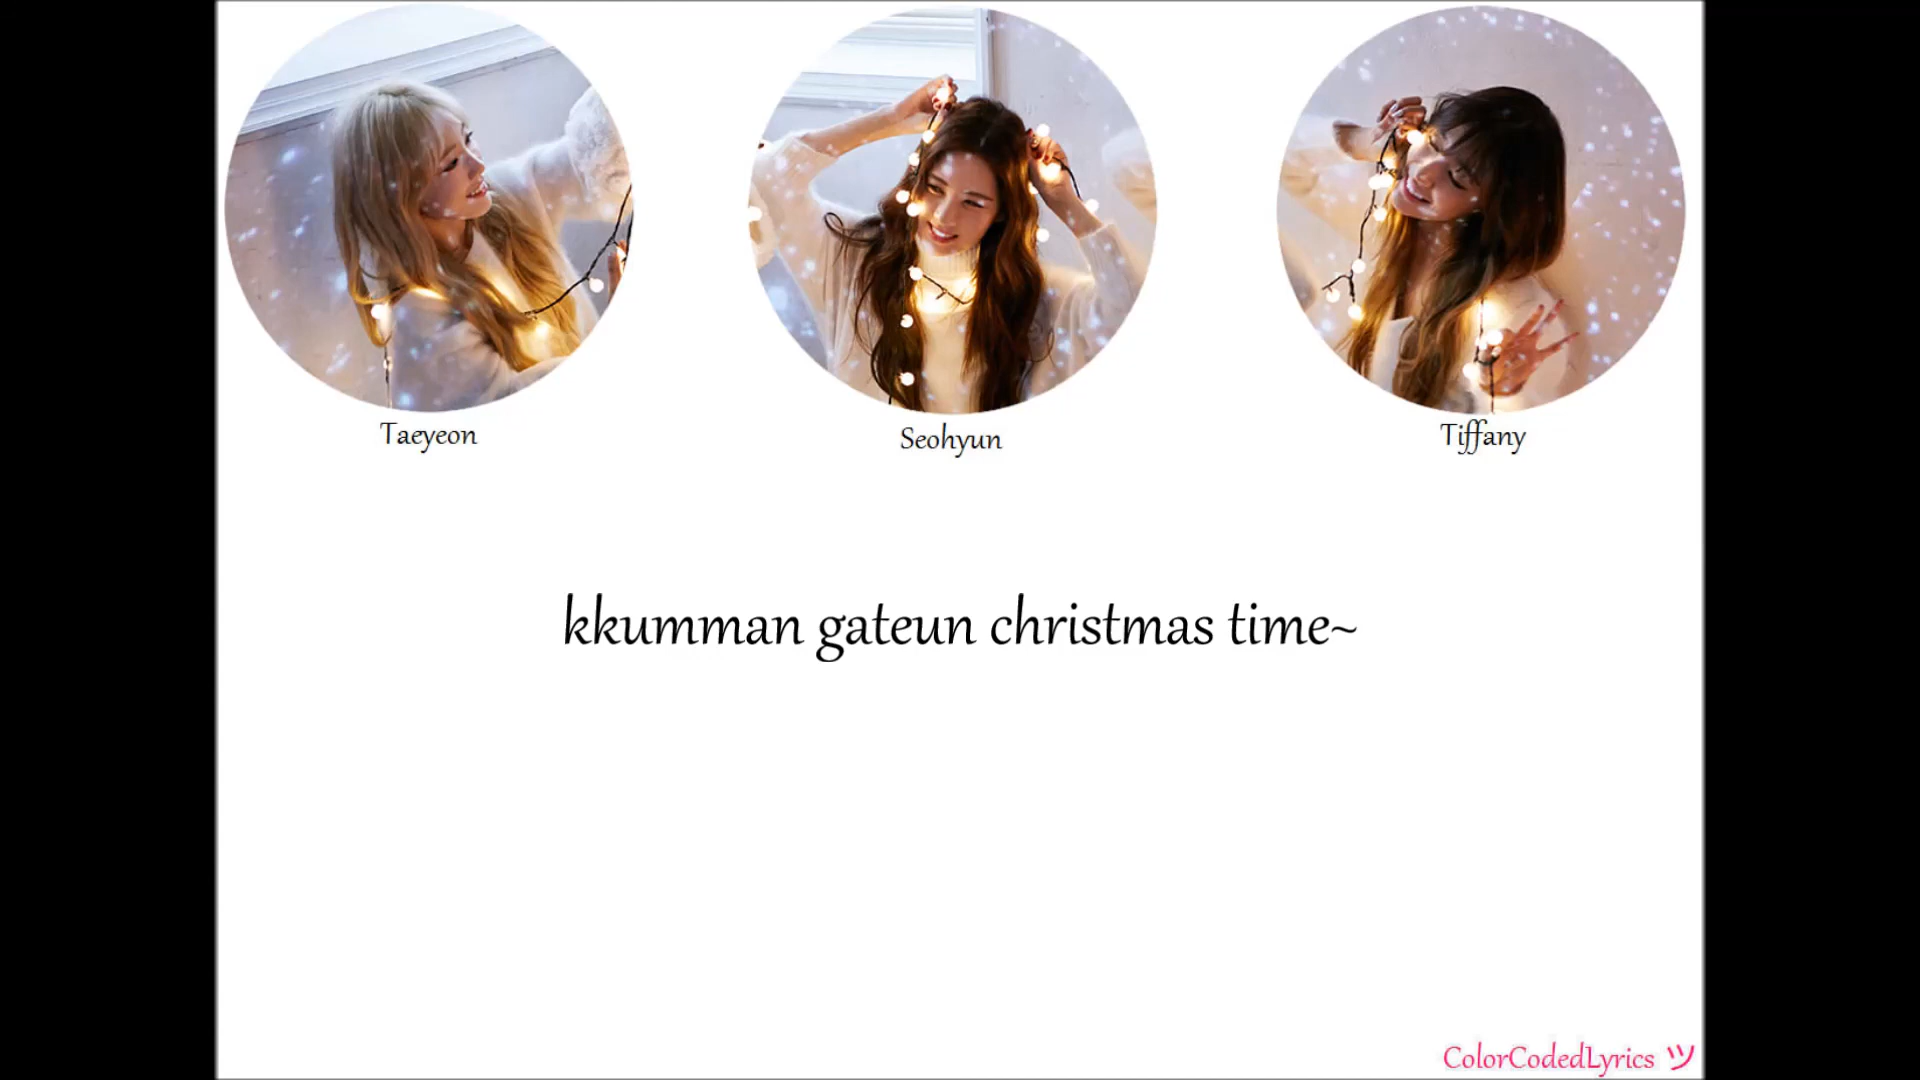 Taeyeon
Seohyun
Tiffany
kkumman gateun christmas time~
ColorCodedLyrics ツ